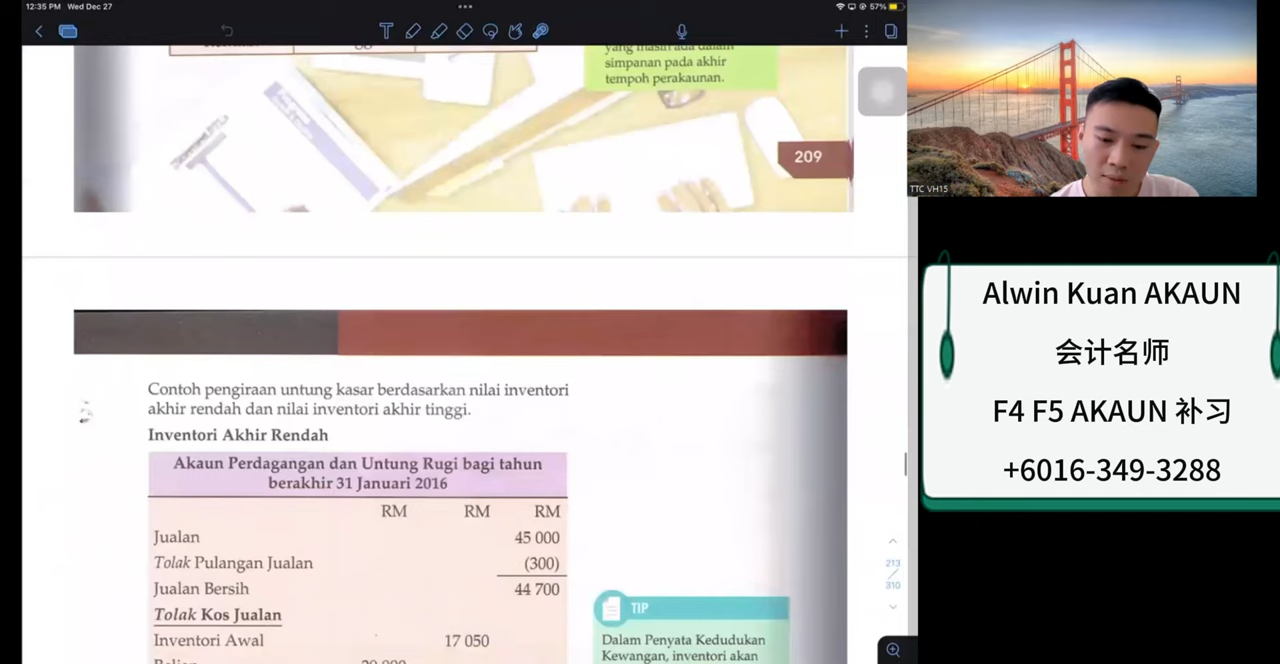 12:35 PM Wed Dec 27
57%
yang masih ada dalam
simpanan pada akhir
tempoh perakaunan.
209
TTC VH15
Alwin Kuan AKAUN
会计名师
F4 F5 AKAUN 补习
+6016-349-3288
Contoh pengiraan untung kasar berdasarkan nilai inventori
akhir rendah dan nilai inventori akhir tinggi.
Inventori Akhir Rendah
Akaun Perdagangan dan Untung Rugi bagi tahun
berakhir 31 Januari 2016
RM RM RM
Jualan 45 000
Tolak Pulangan Jualan (300)
Jualan Bersih 44 700
Tolak Kos Jualan
Inventori Awal 17 050
213
310
TIP
Dalam Penyata Kedudukan
Kewangan, inventori akan